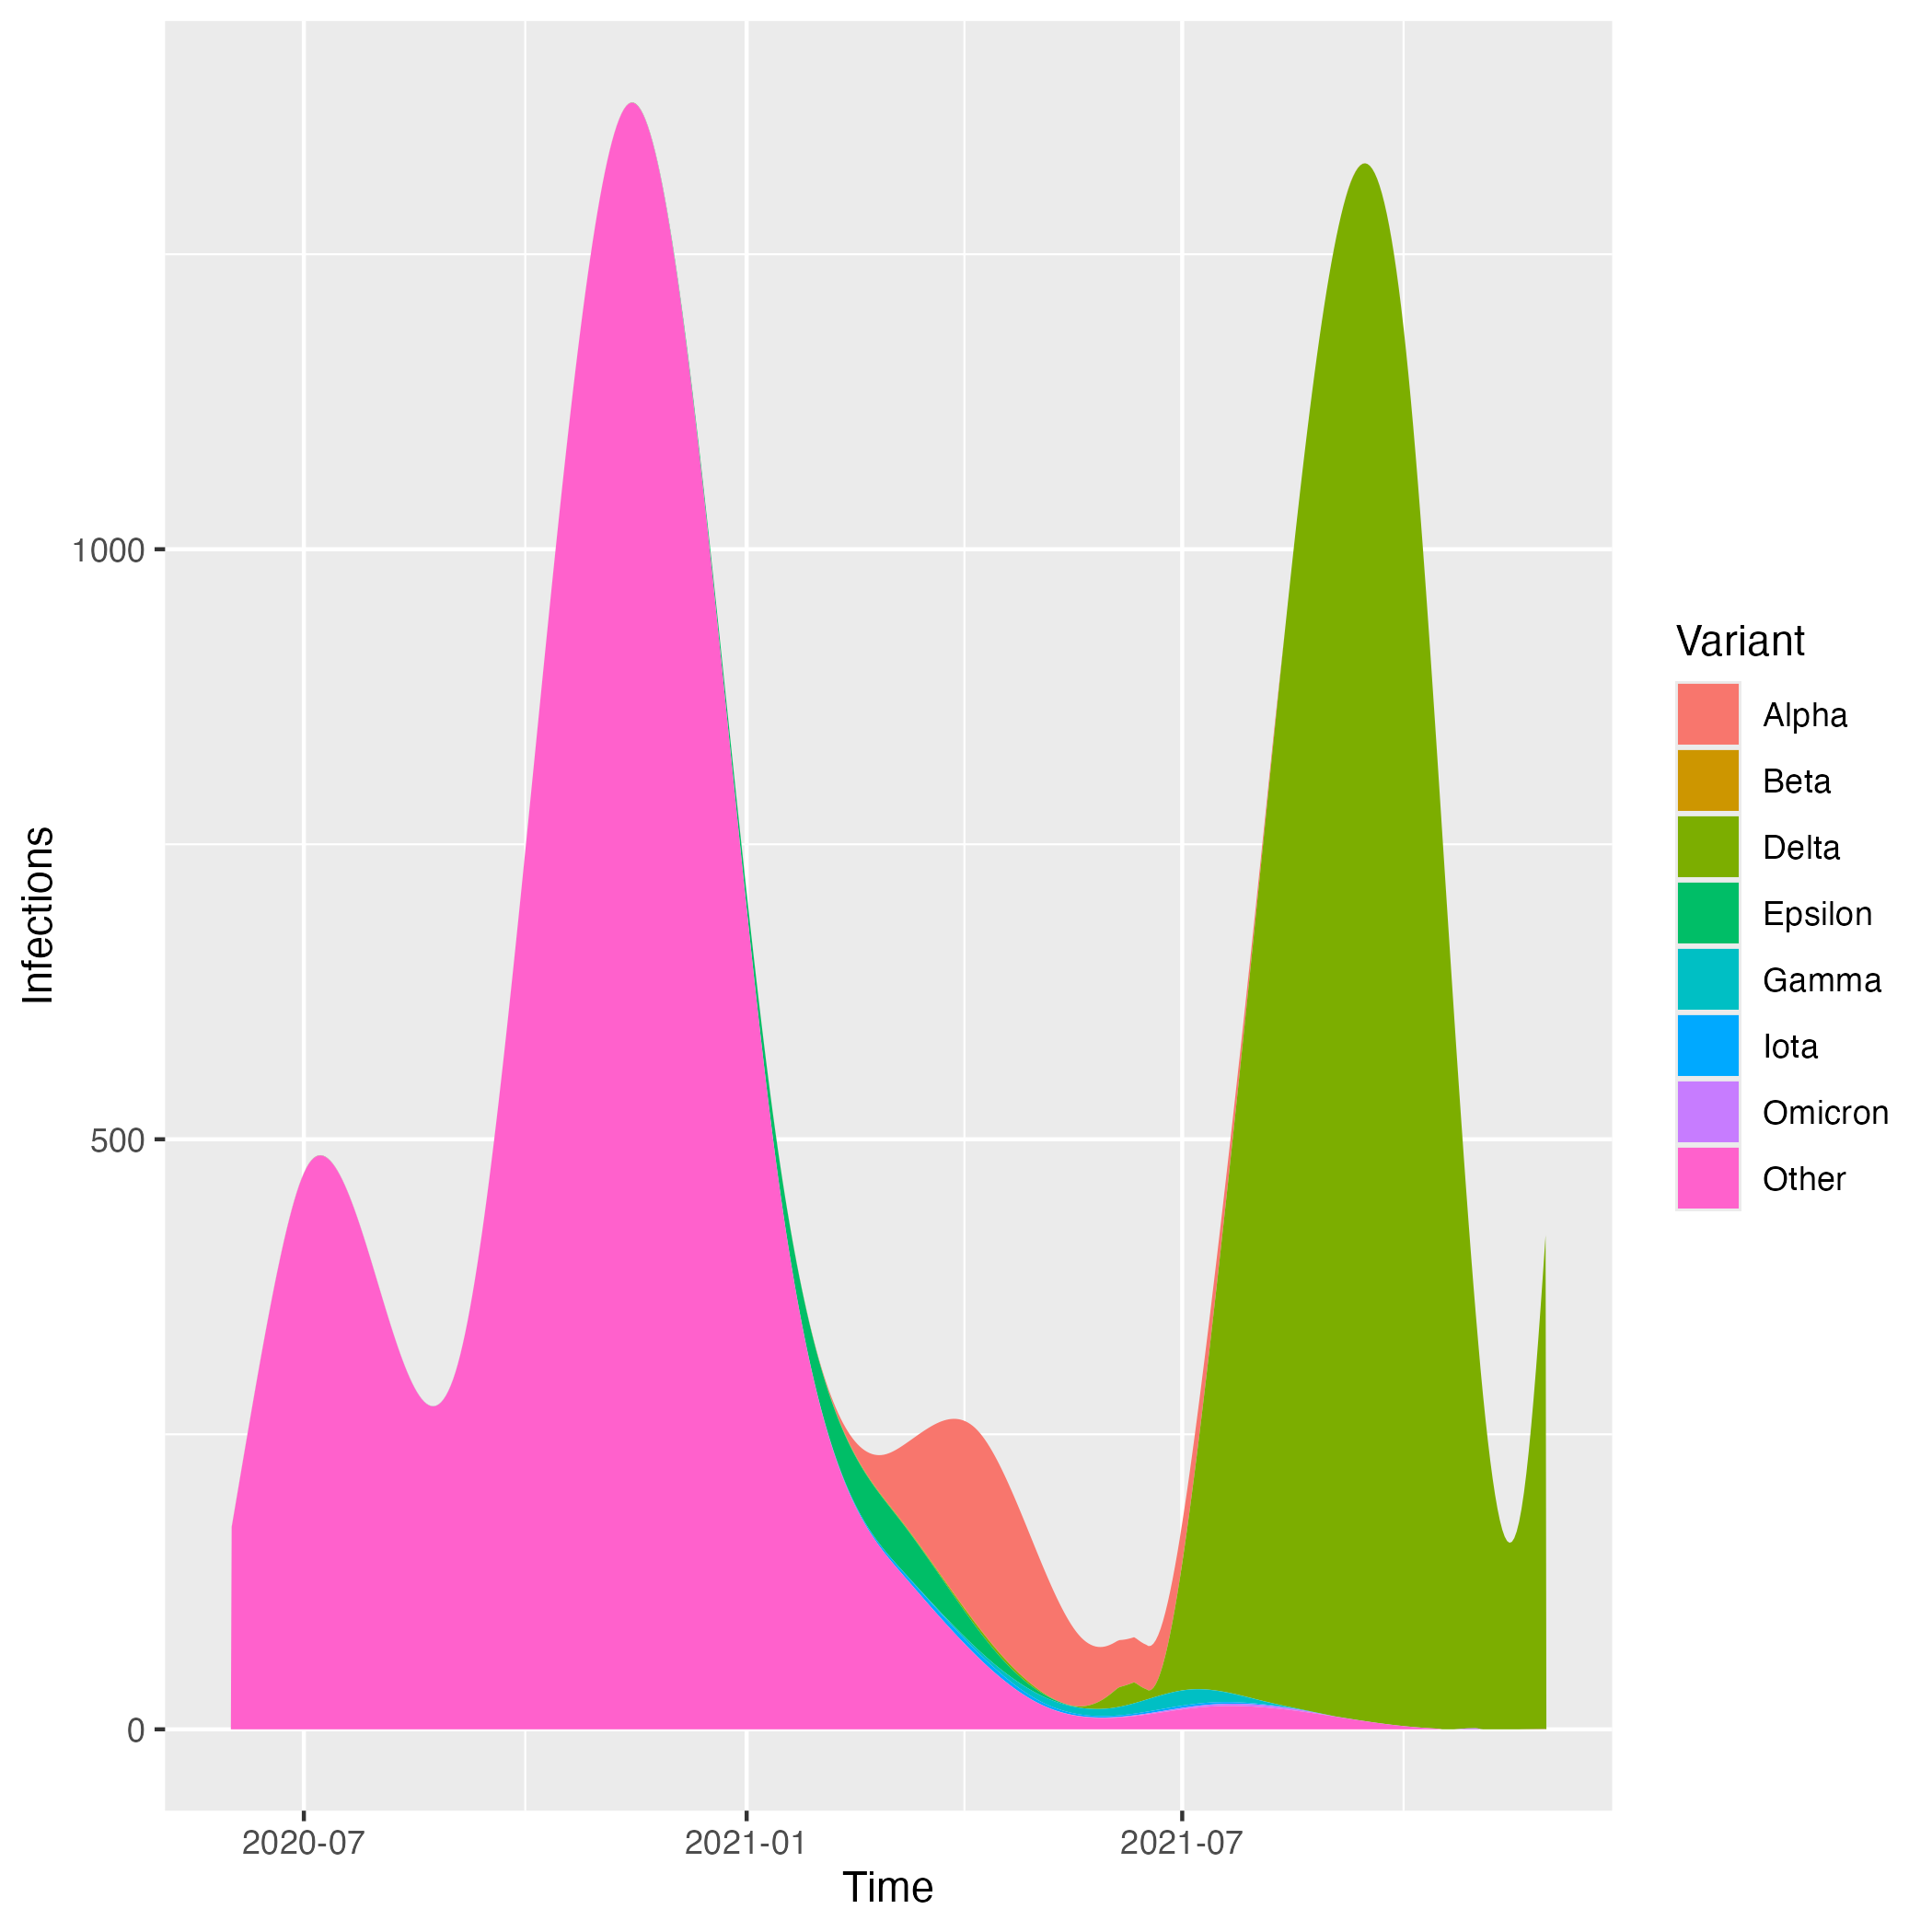 1000
500
0
Infections
2020-07
2021-01
2021-07
Time
Variant
Alpha
Beta
Delta
Epsilon
Gamma
Iota
Omicron
Other